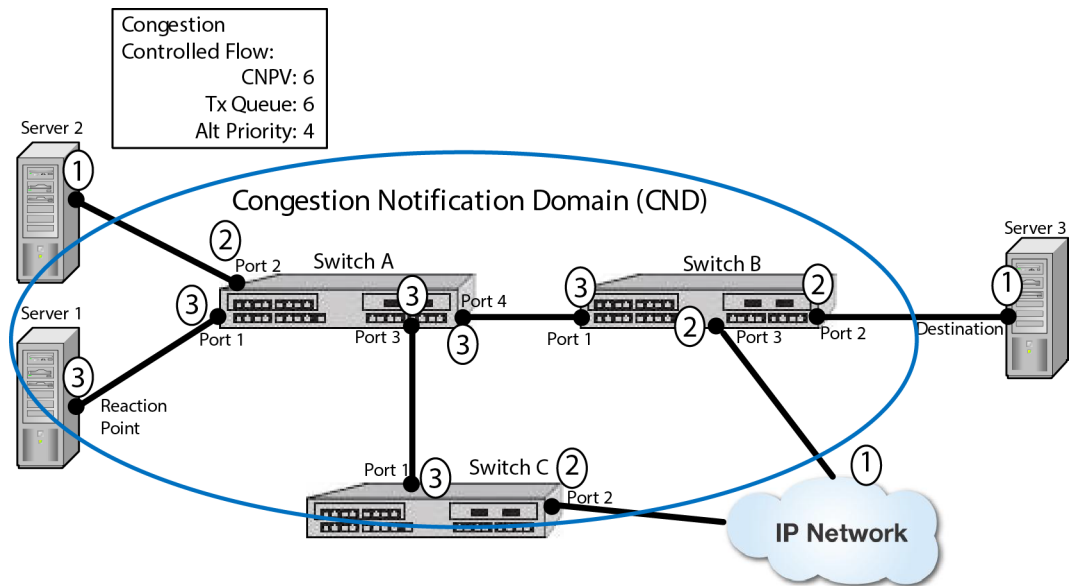 Congestion
Controlled Flow:
CNPV: 6
Tx Queue: 6
Alt Priority: 4
Server 2
1
Congestion Notification Domain (CND)
2
Port 2
Switch A
Switch B
Server 3
1
3
3
Port 4
3
2
Server 1
Port 1
Port 3
3
Port 1
2
Port 3
Port 2
Destination
3
Reaction
Point
Port 1
3
Switch C
2
Port 2
1
IP Network